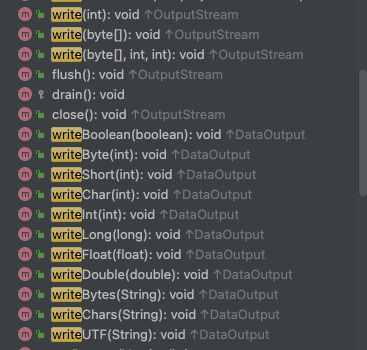 write(int): void ↑OutputStream
write(byte[]): void ↑OutputStream
write(byte[], int, int): void ↑OutputStream
flush(): void ↑OutputStream
drain(): void
close(): void ↑OutputStream
writeBoolean(boolean): void ↑DataOutput
writeByte(int): void ↑DataOutput
writeShort(int): void ↑DataOutput
writeChar(int): void ↑DataOutput
writeInt(int): void ↑DataOutput
writeLong(long): void ↑DataOutput
writeFloat(float): void ↑DataOutput
writeDouble(double): void ↑DataOutput
writeBytes(String): void ↑DataOutput
writeChars(String): void ↑DataOutput
writeUTF(String): void ↑DataOutput